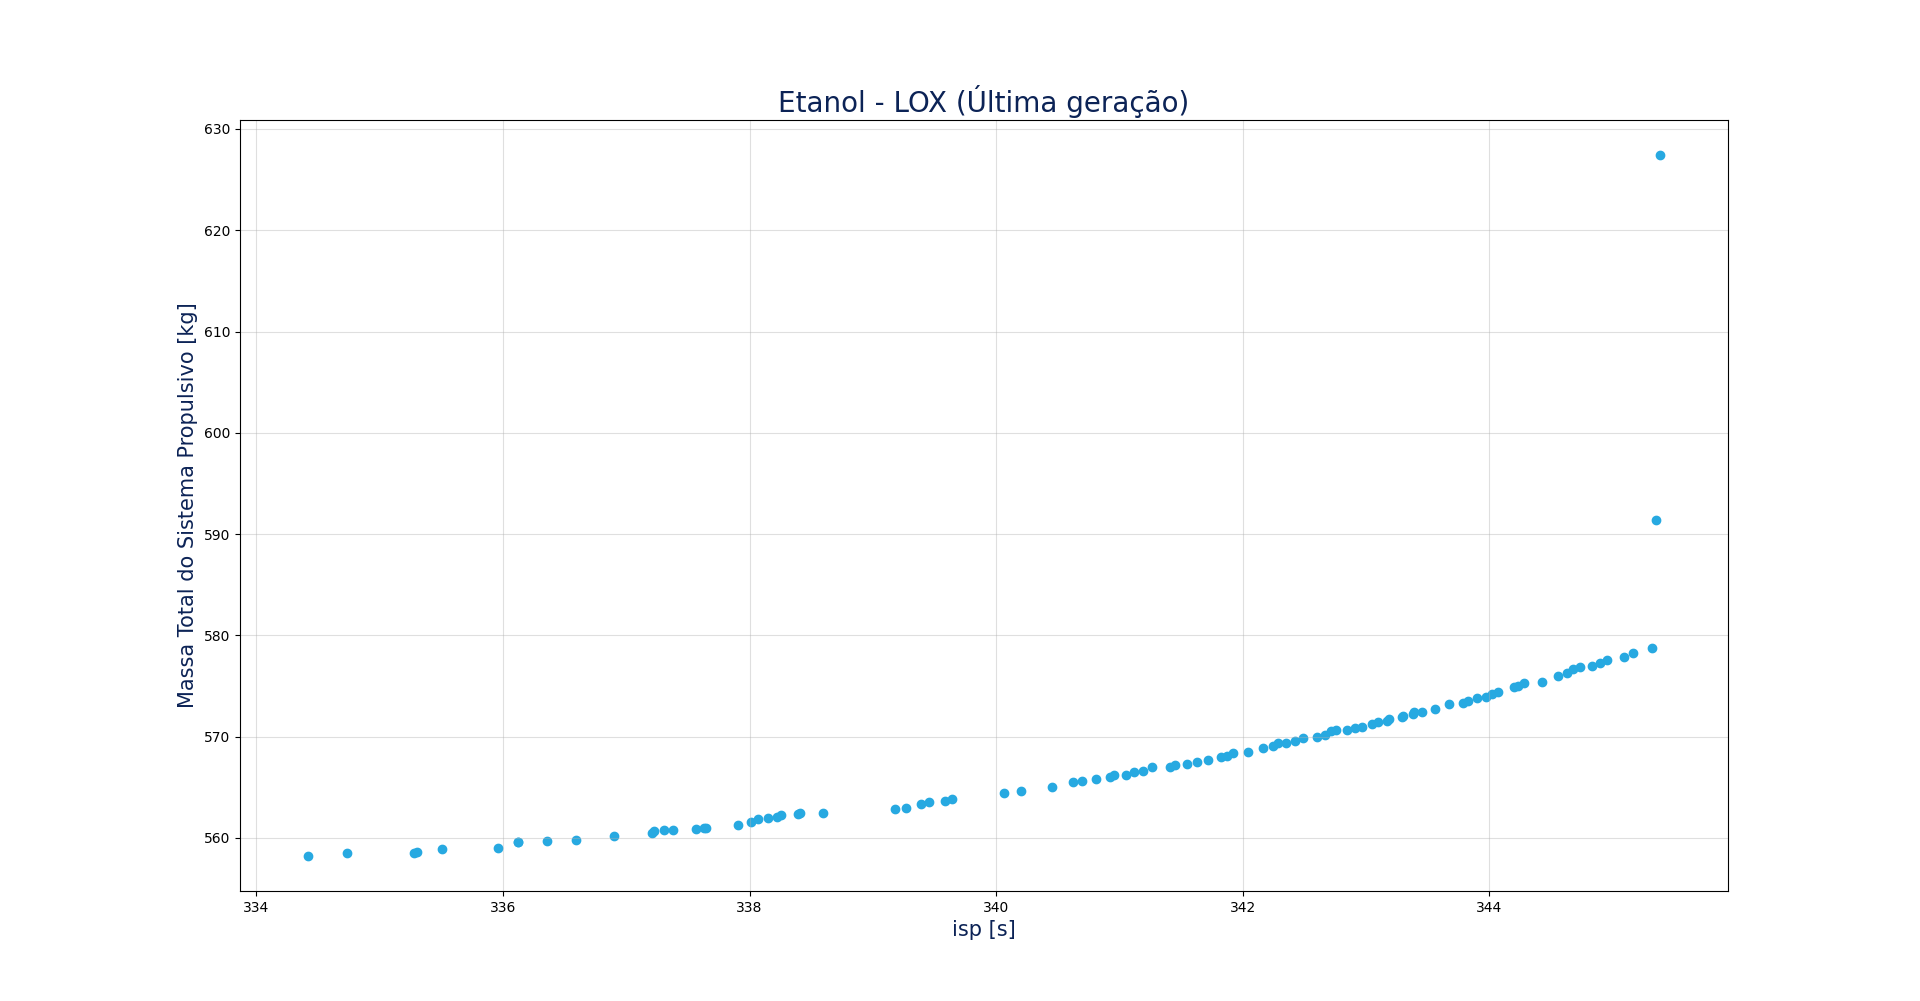 Etanol - LOX (Última geração)
Massa Total do Sistema Propulsivo [kg]
630
620
610
600
590
580
570
560
334 336 338 340 342 344
isp [s]